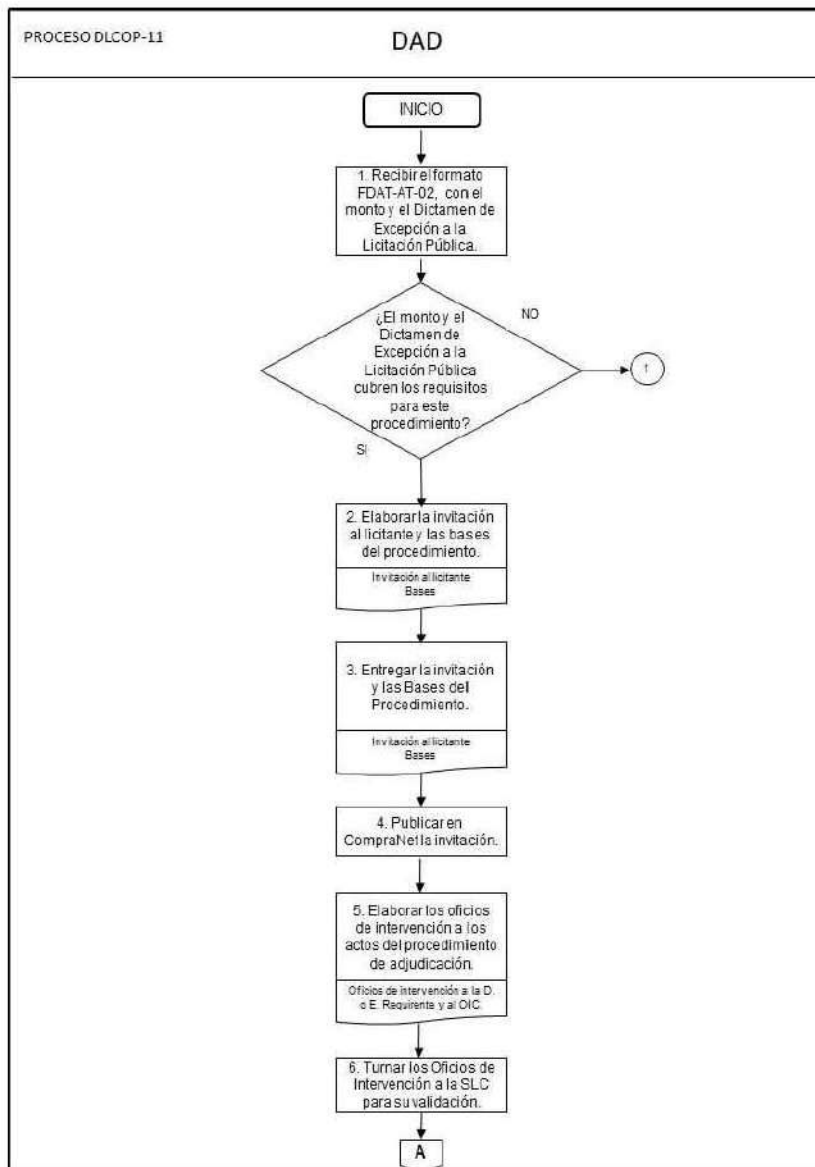 PROCESO DLCOP-11
DAD
INICIO
1. Recibir el formato
FDAT-AT-02, con el
monto y el Dictamen de
Excepción a la
Licitación Pública.
¿El monto y el
Dictamen de
Excepción a la
Licitación Pública
cubren los requisitos
para este
procedimiento?
NO
1
SI
2. Elaborar la invitación
al licitante y las bases
del procedimiento.
Invitación al licitante
Bases
3. Entregar la invitación
y las Bases del
Procedimiento.
Invitación al licitante
Bases
4. Publicar en
CompraNet la invitación.
5. Elaborar los oficios
de intervención a los
actos del procedimiento
de adjudicación.
Oficios de intervención a la D.
o E. Requirente y al OIC.
6. Turnar los Oficios de
Intervención a la SLC
para su validación.
A